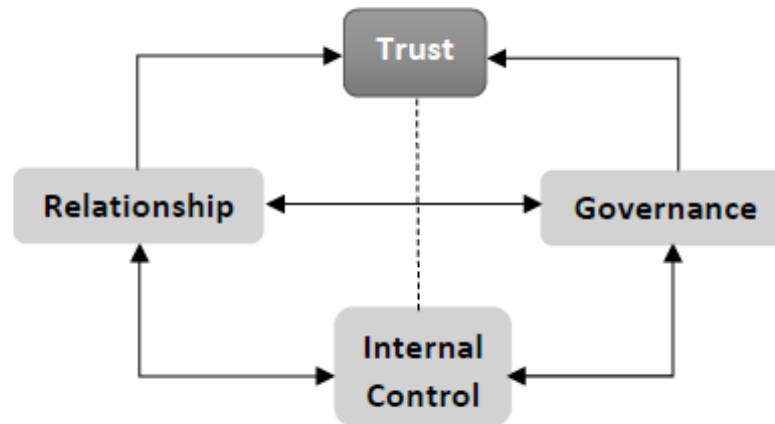 Trust
Relationship
Governance
Internal
Control